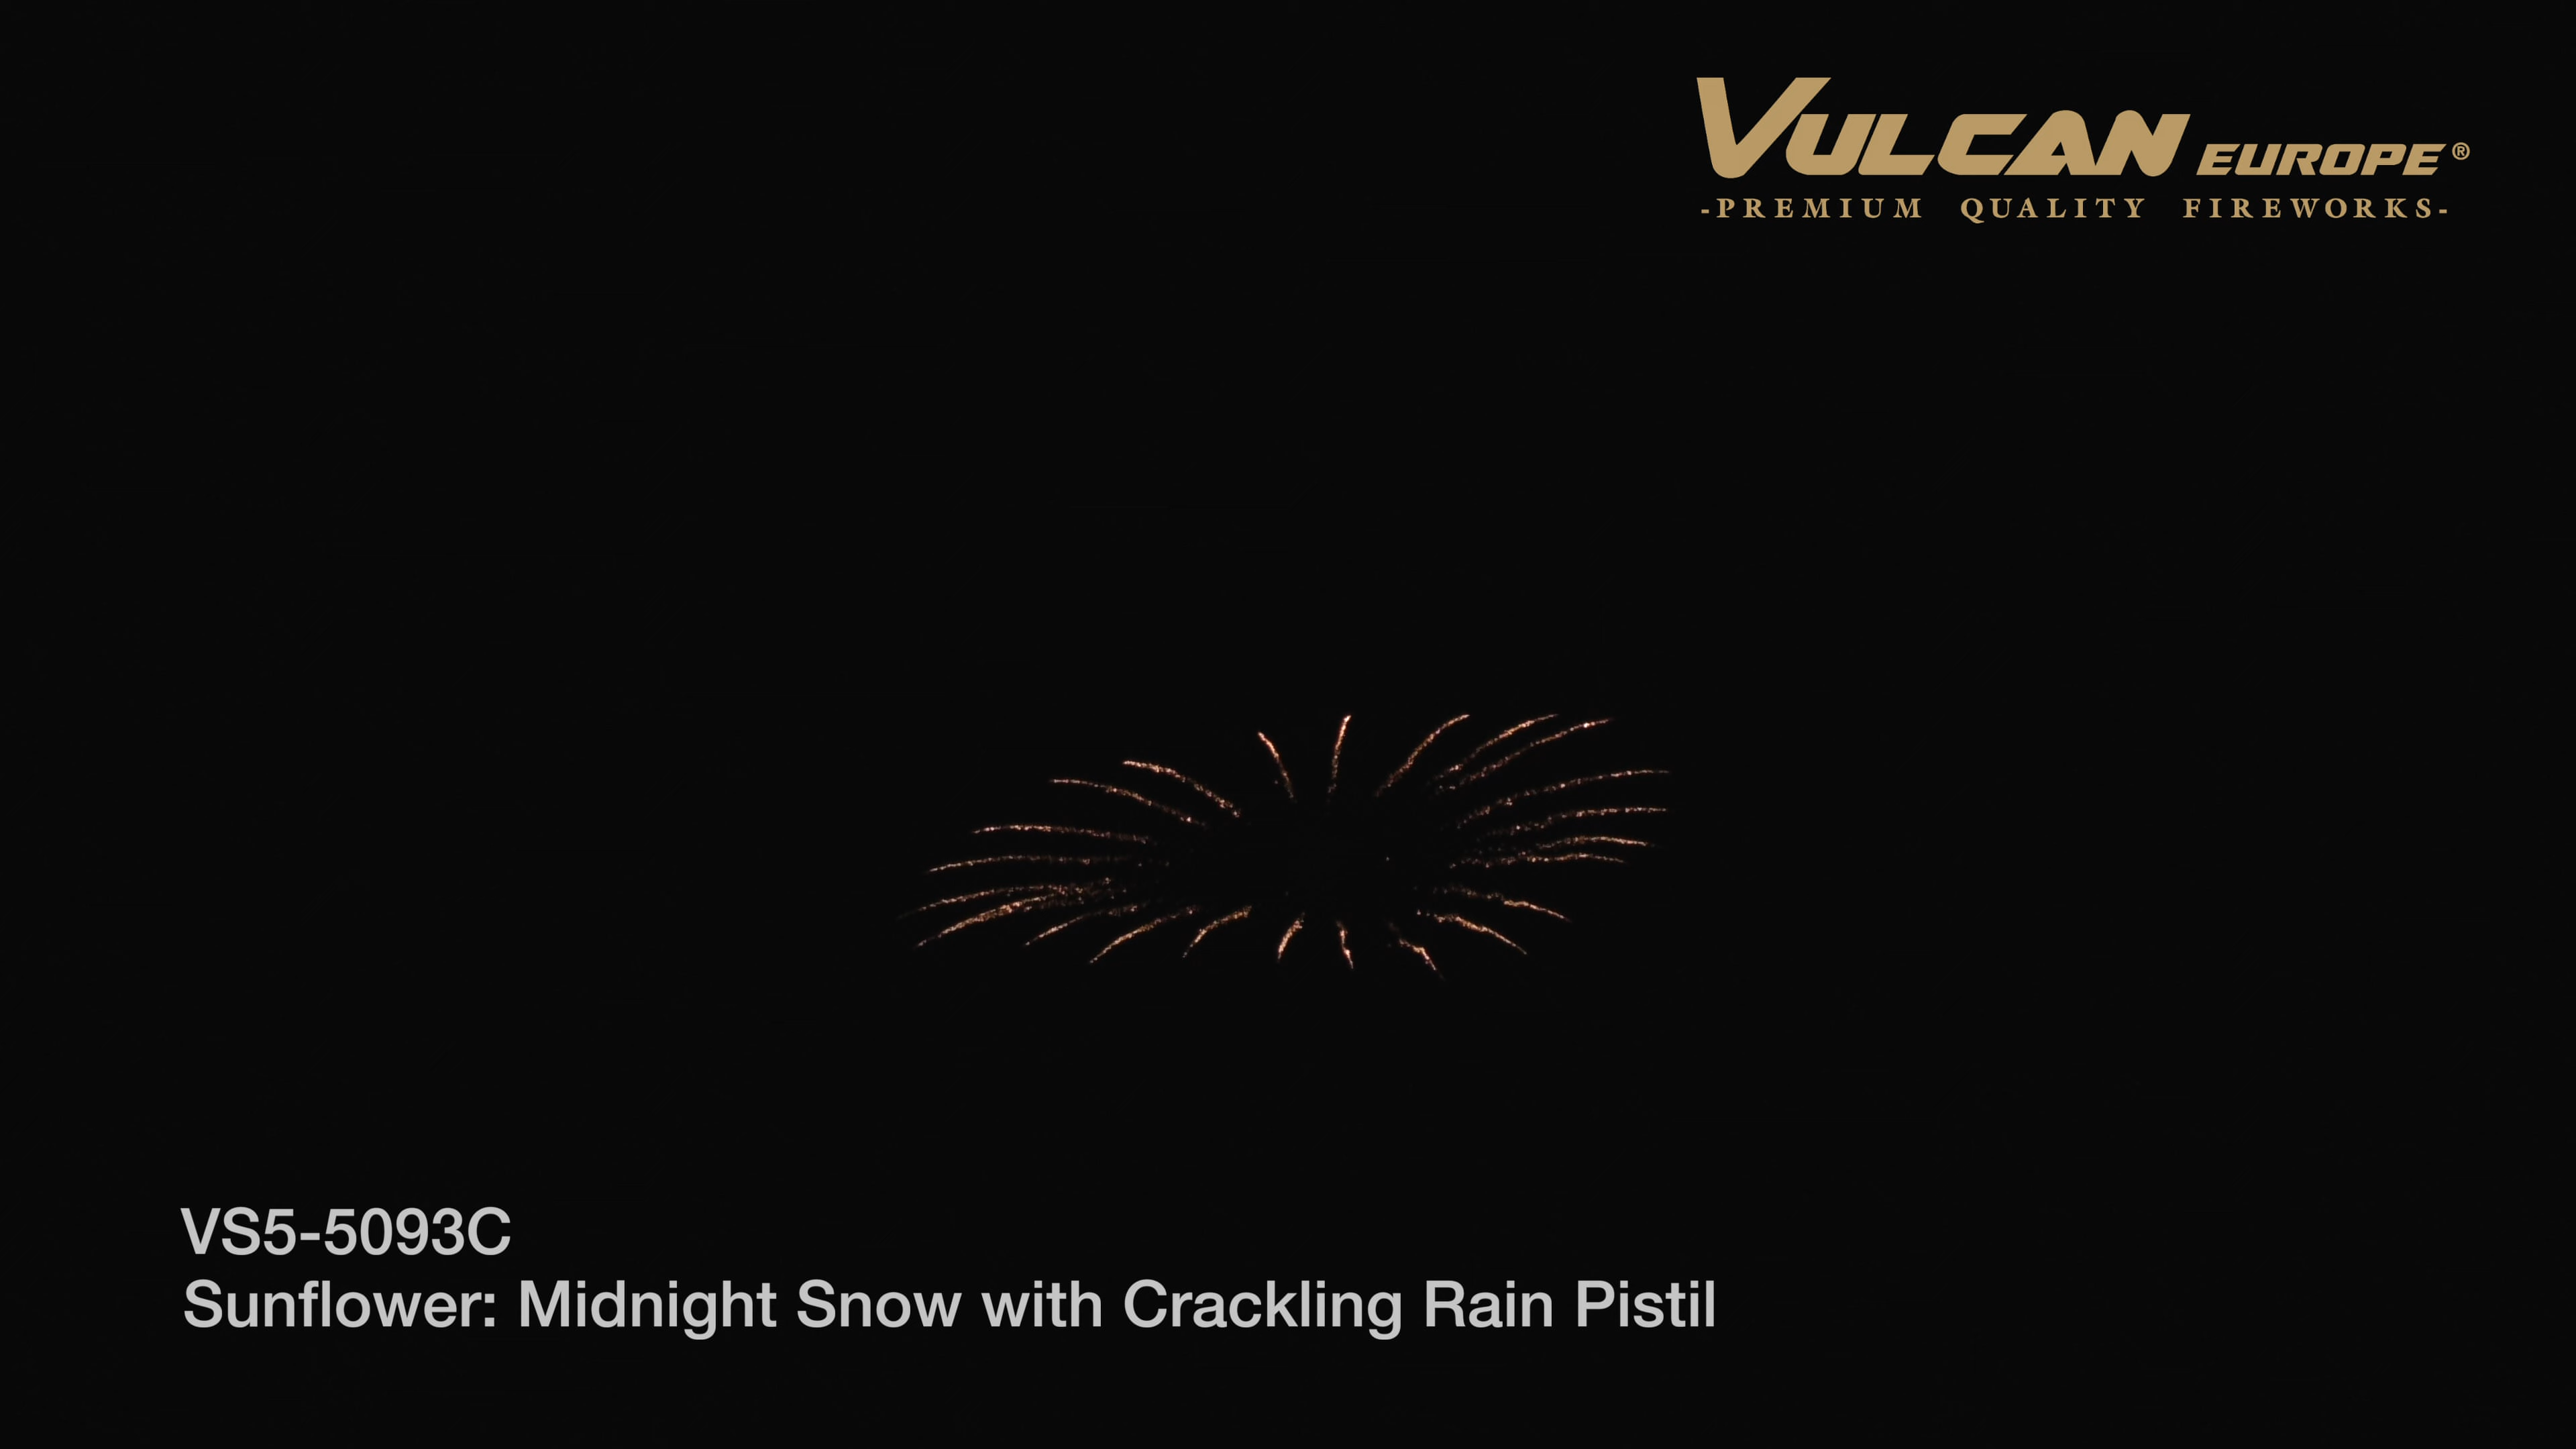 VULCAN EUROPE®
-PREMIUM QUALITY FIREWORKS-
VS5-5093C
Sunflower: Midnight Snow with Crackling Rain Pistil